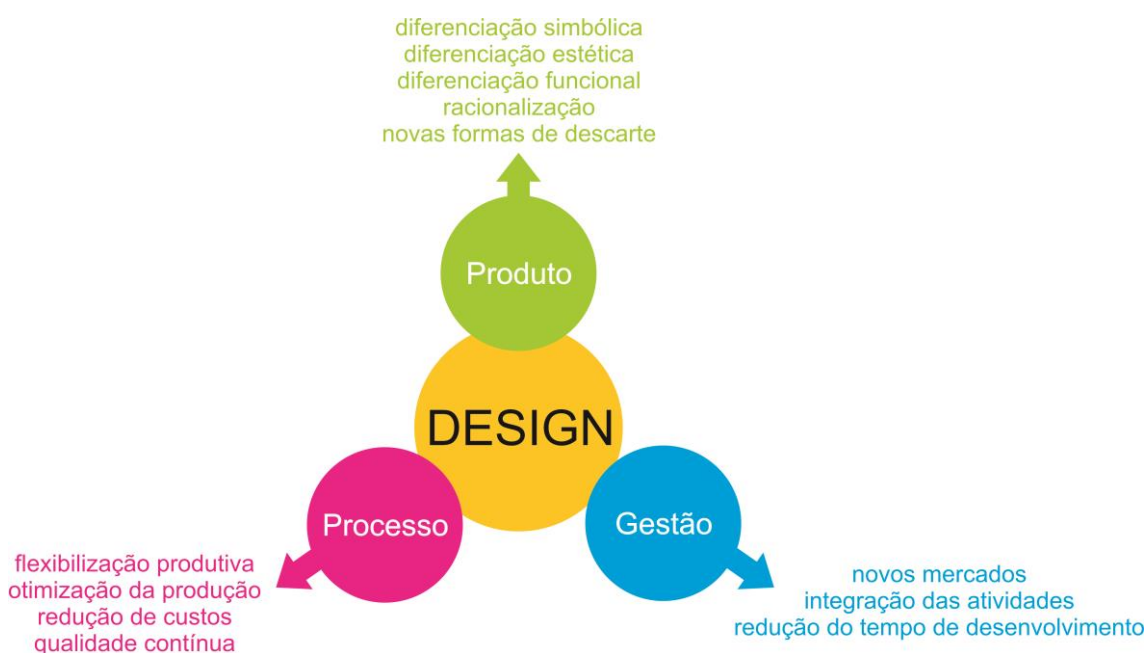 diferenciação simbólica
diferenciação estética
diferenciação funcional
racionalização
novas formas de descarte
Produto
DESIGN
Processo
Gestão
flexibilização produtiva
otimização da produção
redução de custos
qualidade contínua
novos mercados
integração das atividades
redução do tempo de desenvolvimento